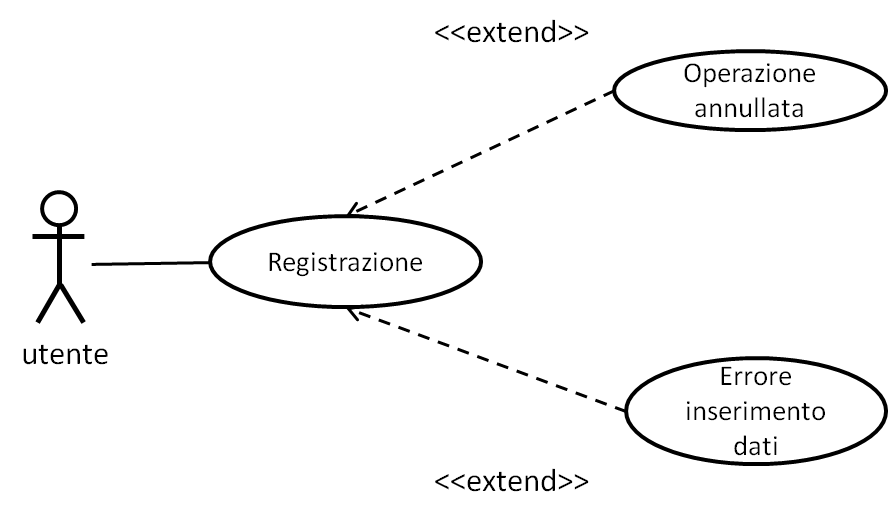 <<extend>>
Operazione
annullata
Registrazione
utente
Errore
inserimento
dati
<<extend>>